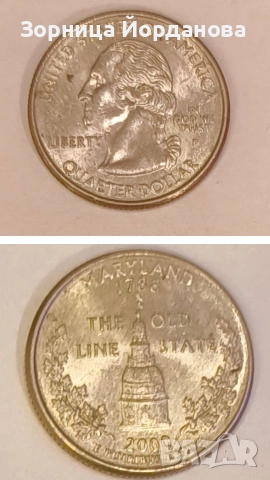 Зорница Йорданова
UNITED STATES OF AMERICA
LIBERTY
IN
GOD WE
TRUST
P
QUARTER DOLLAR
MARYLAND
1788
THE OLD
LINE STATE
200
BAZAR